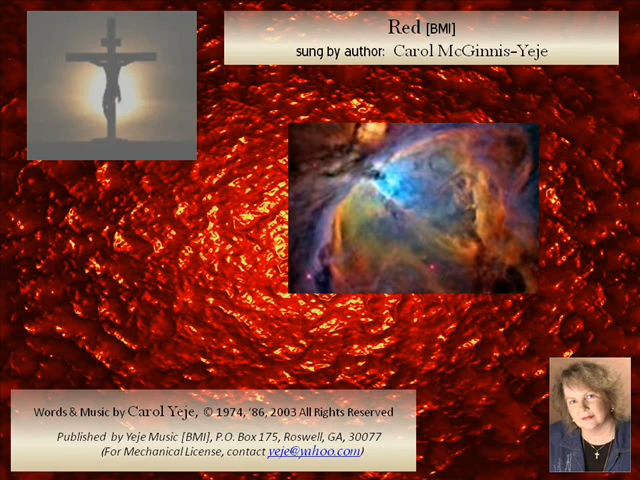 Red [BMI]
sung by author: Carol McGinnis-Yeje
Words & Music by Carol Yeje, © 1974, ‘86, 2003 All Rights Reserved
Published by Yeje Music [BMI], P.O. Box 175, Roswell, GA, 30077
(For Mechanical License, contact yeje@yahoo.com)